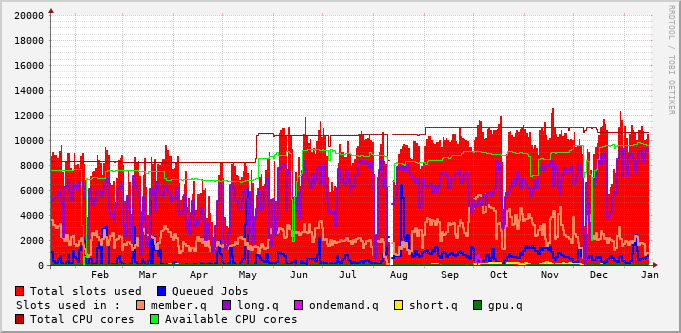 20000
18000
16000
14000
12000
10000
8000
6000
4000
2000
0
Feb Mar Apr May Jun Jul Aug Sep Oct Nov Dec Jan
RRDTOOL / TOBI OETIKER
Total slots used Queued Jobs
Slots used in : member.q long.q ondemand.q short.q gpu.q
Total CPU cores Available CPU cores